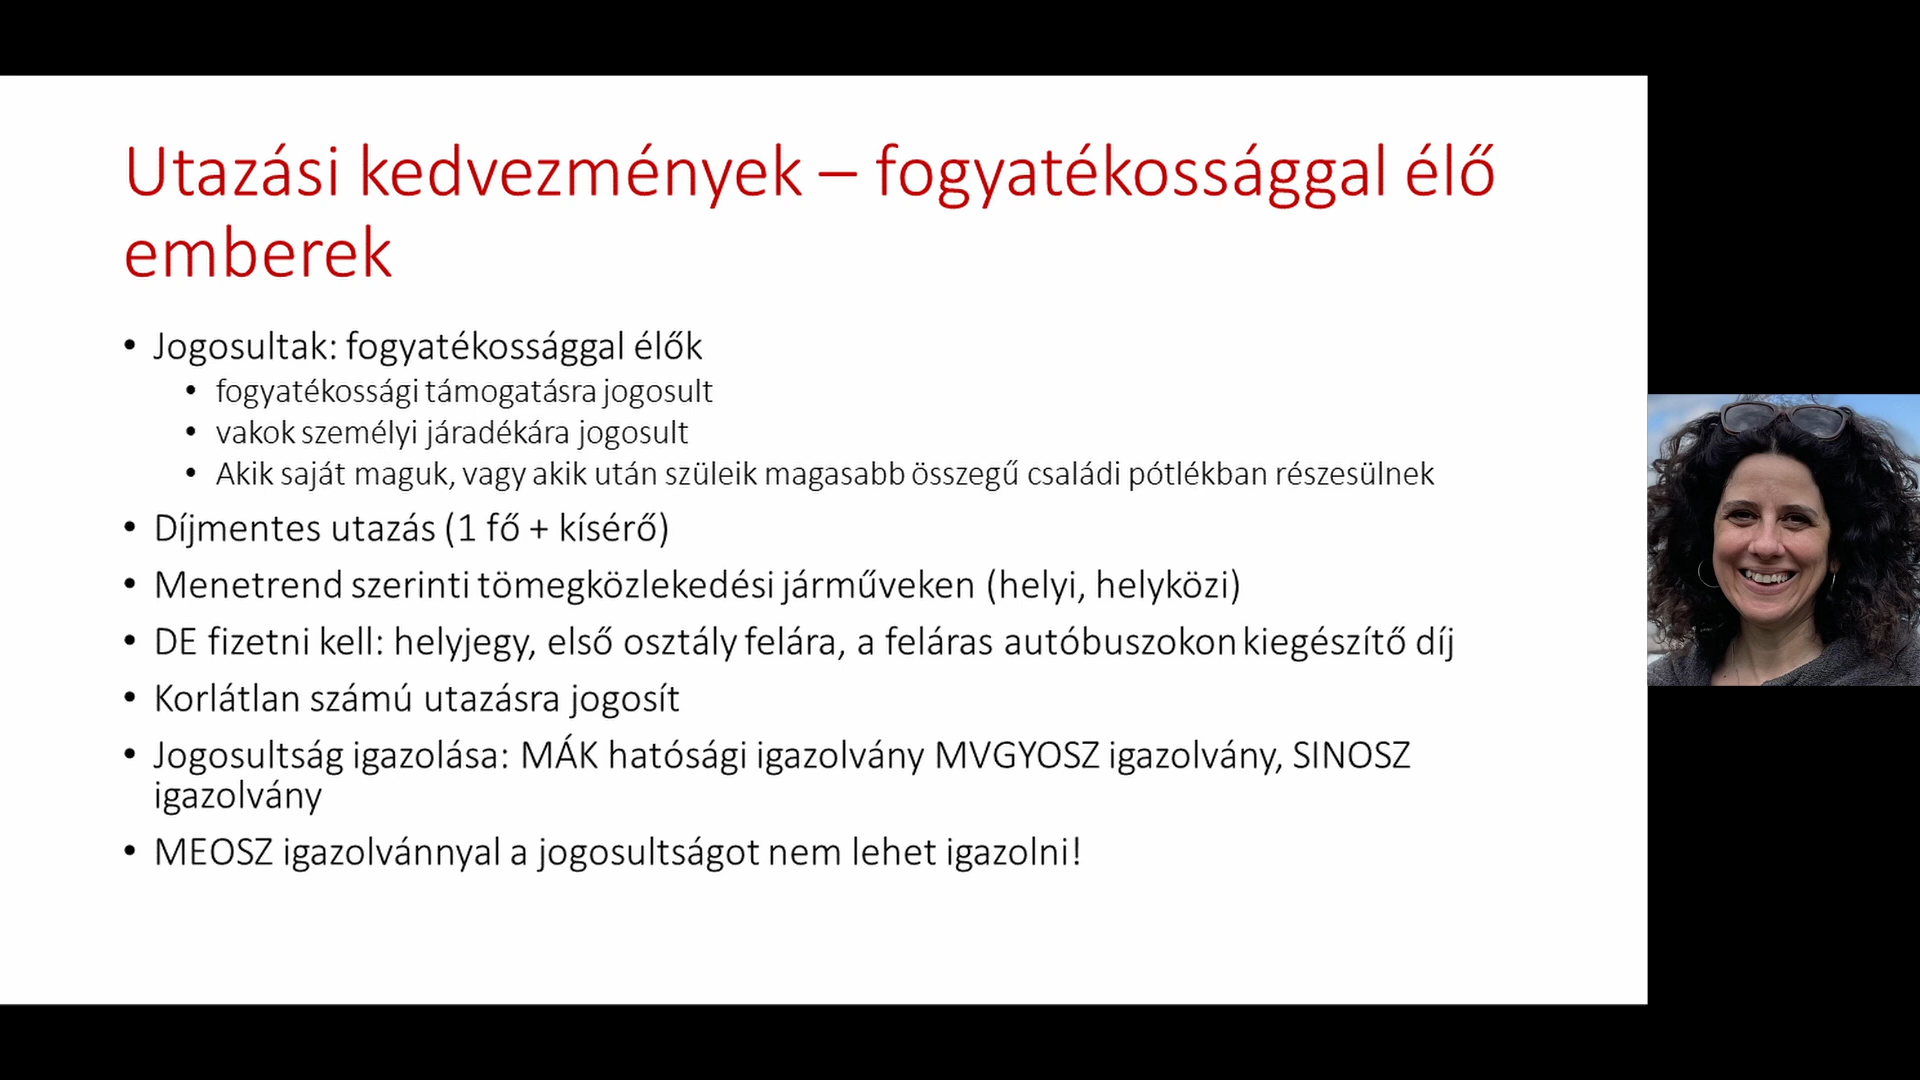 Utazási kedvezmények – fogyatékossággal élő
emberek
• Jogosultak: fogyatékossággal élők
• fogyatékossági támogatásra jogosult
• vakok személyi járadékára jogosult
• Akik saját maguk, vagy akik után szüleik magasabb összegű családi pótlékban részesülnek
• Díjmentes utazás (1 fő + kísérő)
• Menetrend szerinti tömegközlekedési járműveken (helyi, helyközi)
• DE fizetni kell: helyjegy, első osztály felára, a feláras autóbuszokon kiegészítő díj
• Korlátlan számú utazásra jogosít
• Jogosultság igazolása: MÁK hatósági igazolvány MVGYOSZ igazolvány, SINOSZ
igazolvány
• MEOSZ igazolvánnyal a jogosultságot nem lehet igazolni!